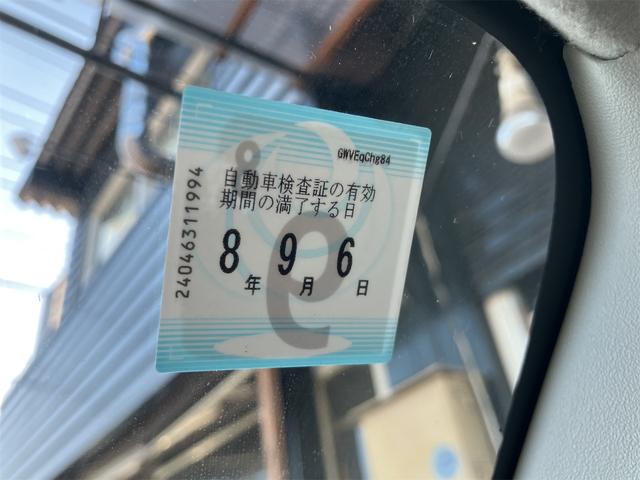 GWVEqChg84
自動車検査証の有効
期間の満了する日
8年9月6日
24046311994